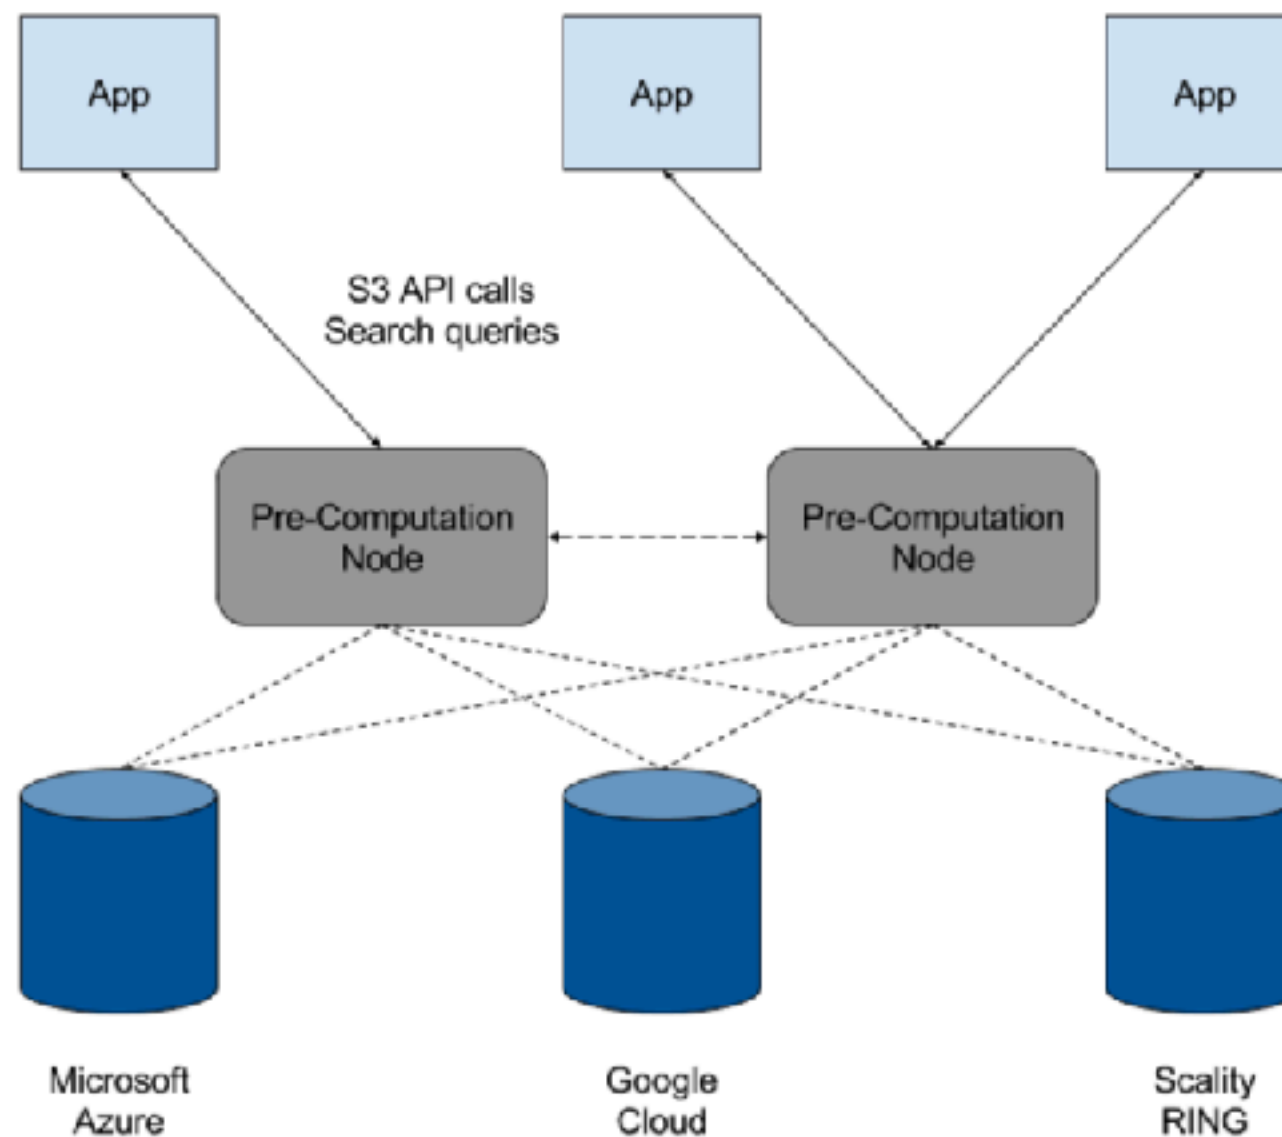 App
App
App
S3 API calls
Search queries
Pre-Computation
Node
Pre-Computation
Node
Microsoft
Azure
Google
Cloud
Scality
RING